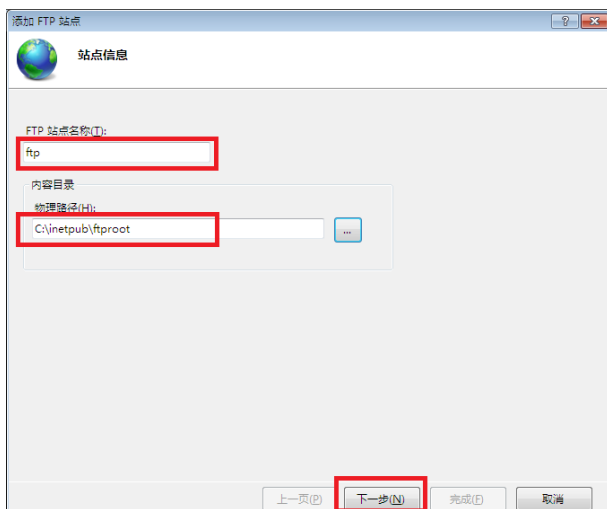 添加 FTP 站点
站点信息
FTP 站点名称(T):
ftp
内容目录
物理路径(H):
C:\inetpub\ftproot
...
上一页(P) 下一步(N) 完成(F) 取消